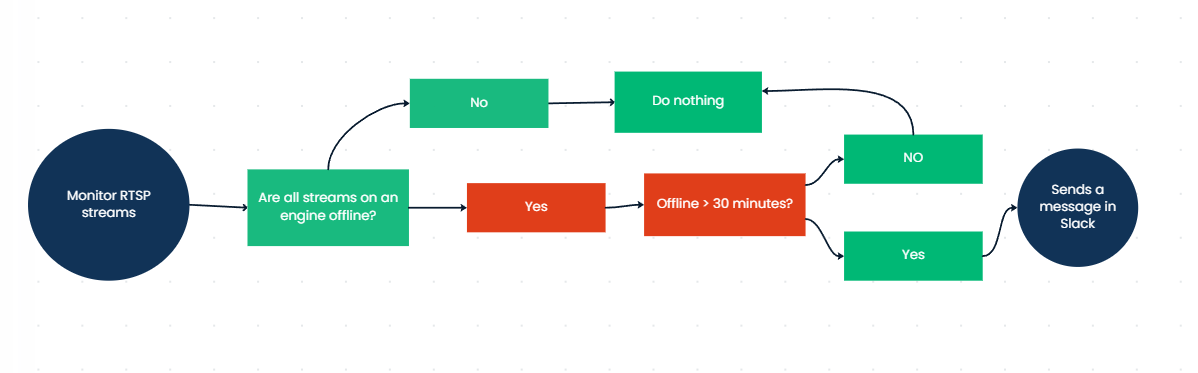 No
Do nothing
NO
Monitor RTSP
streams
Are all streams on an
engine offline?
Yes
Offline > 30 minutes?
Yes
Sends a
message in
Slack